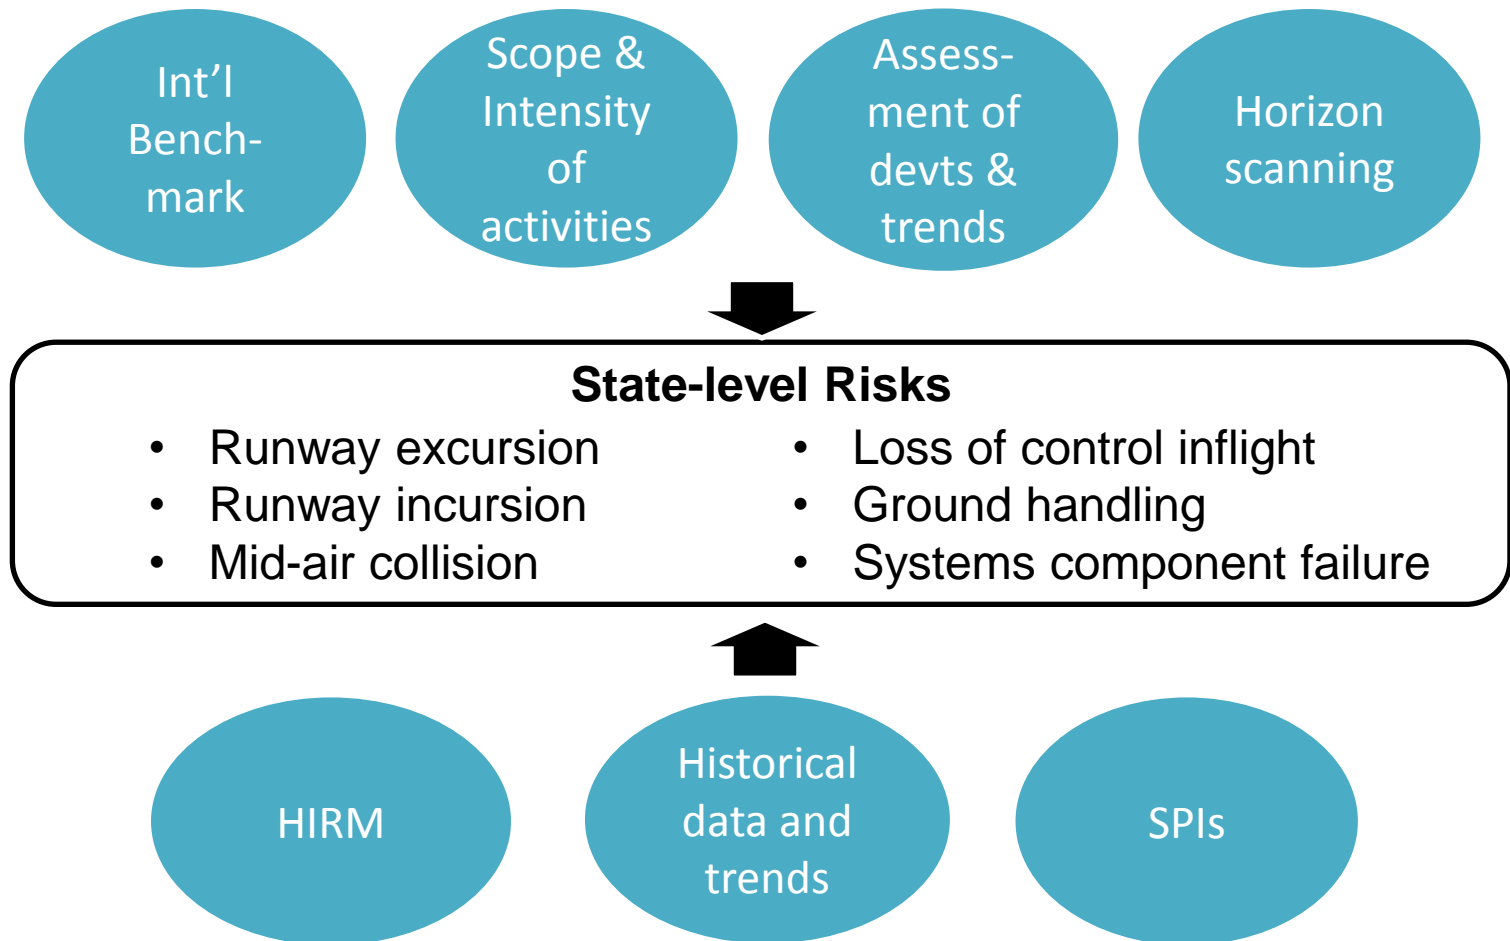 Int’l
Bench-
mark
Scope &
Intensity
of
activities
Assess-
ment of
devts &
trends
Horizon
scanning
State-level Risks
• Runway excursion
• Runway incursion
• Mid-air collision
• Loss of control inflight
• Ground handling
• Systems component failure
HIRM
Historical
data and
trends
SPIs